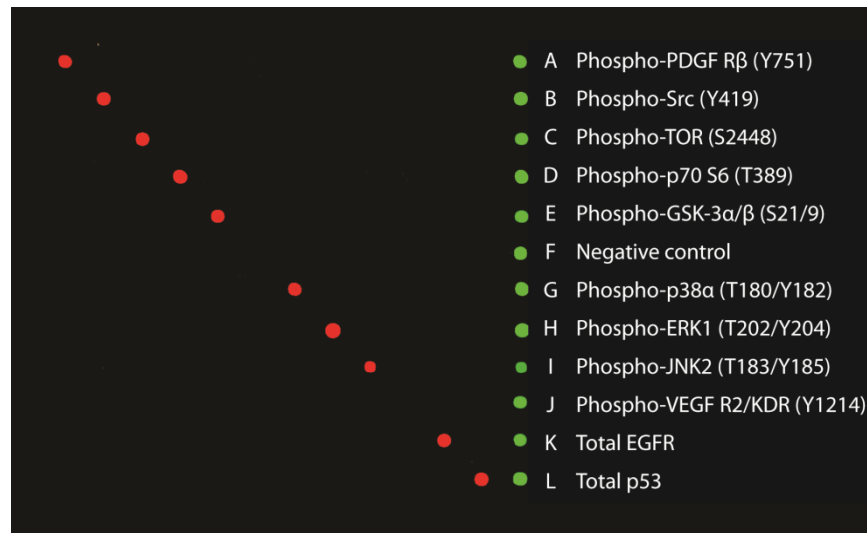 A Phospho-PDGF Rβ (Y751)
B Phospho-Src (Y419)
C Phospho-TOR (S2448)
D Phospho-p70 S6 (T389)
E Phospho-GSK-3α/β (S21/9)
F Negative control
G Phospho-p38α (T180/Y182)
H Phospho-ERK1 (T202/Y204)
I Phospho-JNK2 (T183/Y185)
J Phospho-VEGF R2/KDR (Y1214)
K Total EGFR
L Total p53